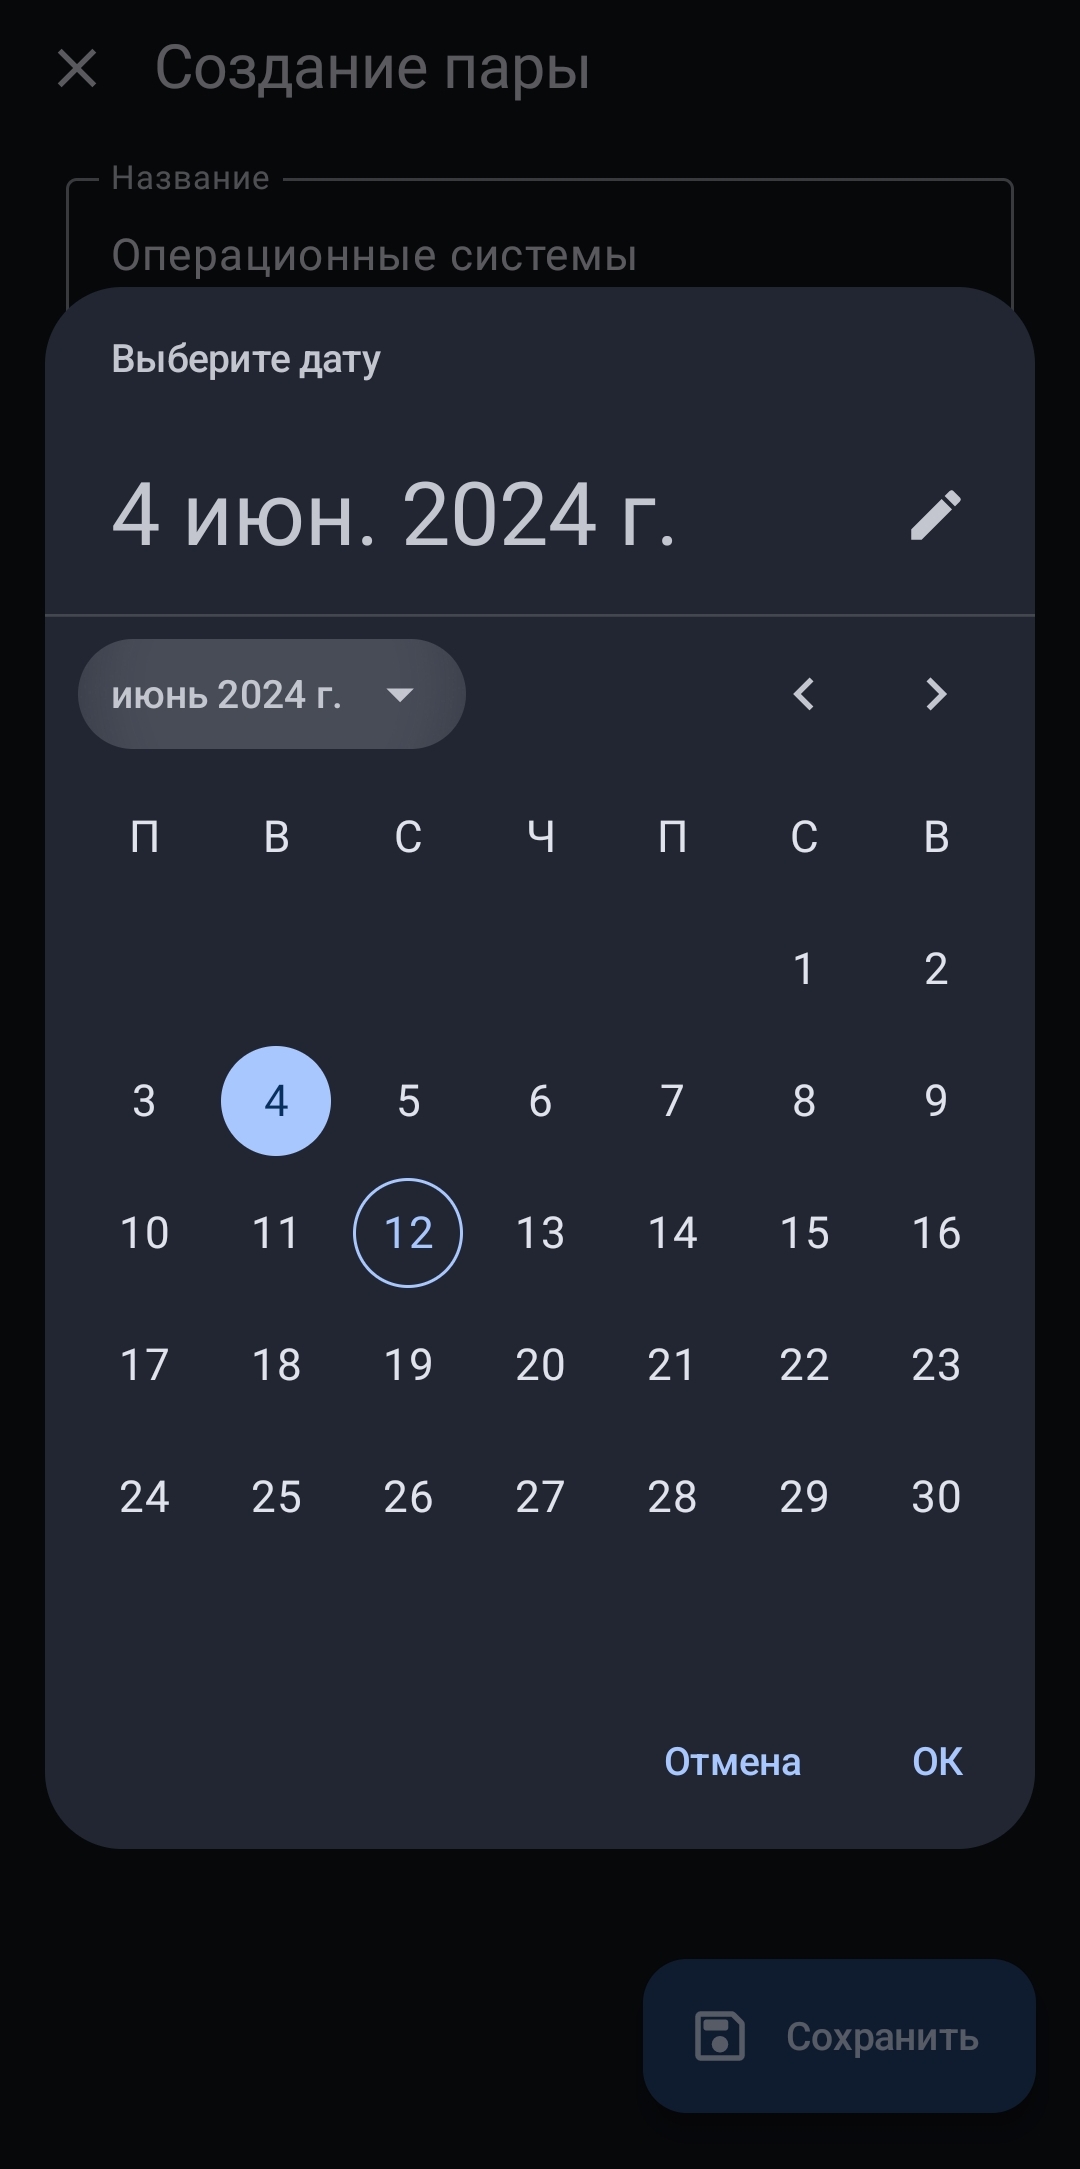 Создание пары
Название
Операционные системы
Выберите дату
4 июн. 2024 г.
июнь 2024 г.
П В С Ч П С В
1 2
3 4 5 6 7 8 9
10 11 12 13 14 15 16
17 18 19 20 21 22 23
24 25 26 27 28 29 30
Отмена ОК
Сохранить